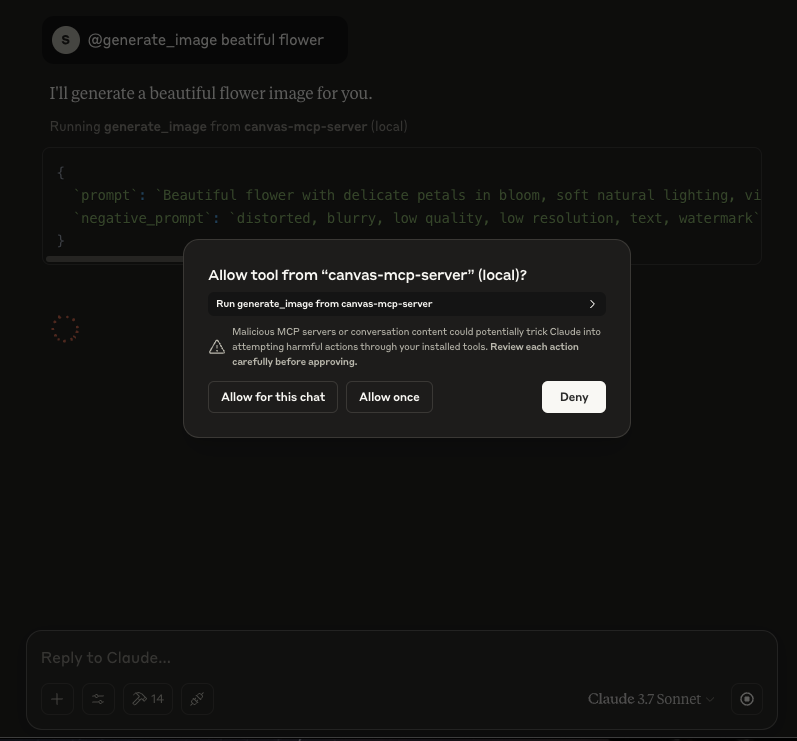 S @generate_image beatiful flower
I'll generate a beautiful flower image for you.
Running generate_image from canvas-mcp-server (local)
{
`prompt`: `Beautiful flower with delicate petals in bloom, soft natural lighting, vi
`negative_prompt`: `distorted, blurry, low quality, low resolution, text, watermark`
}
Allow tool from “canvas-mcp-server” (local)?
Run generate_image from canvas-mcp-server
Malicious MCP servers or conversation content could potentially trick Claude into
attempting harmful actions through your installed tools. Review each action
carefully before approving.
Allow for this chat Allow once Deny
Reply to Claude...
14 Claude 3.7 Sonnet